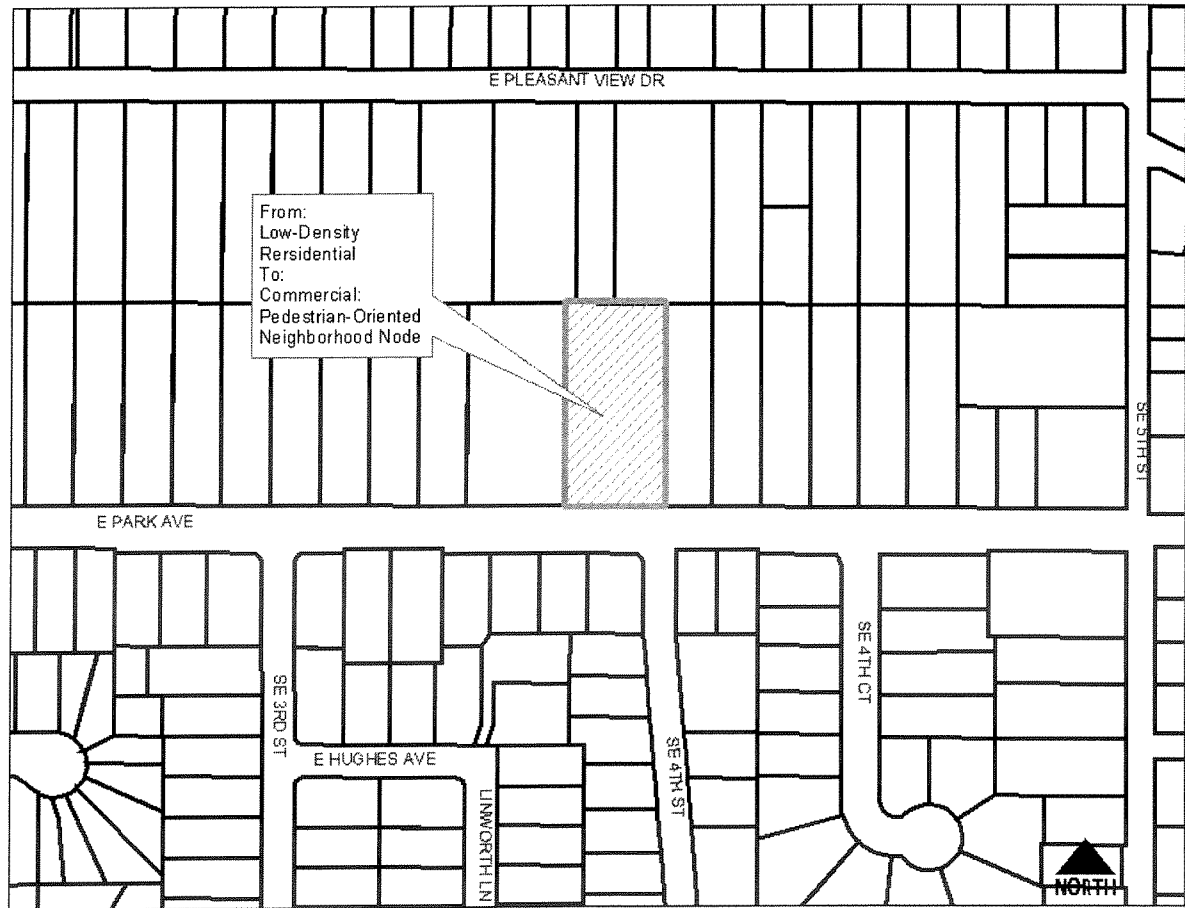 E PLEASANT VIEW DR
From:
Low-Density
Rersidential
To:
Commercial:
Pedestrian-Oriented
Neighborhood Node
SE 5TH ST
E PARK AVE
SE 3RD ST
SE 4TH CT
E HUGHES AVE
SE 4TH ST
LINWORTH LN
NORTH